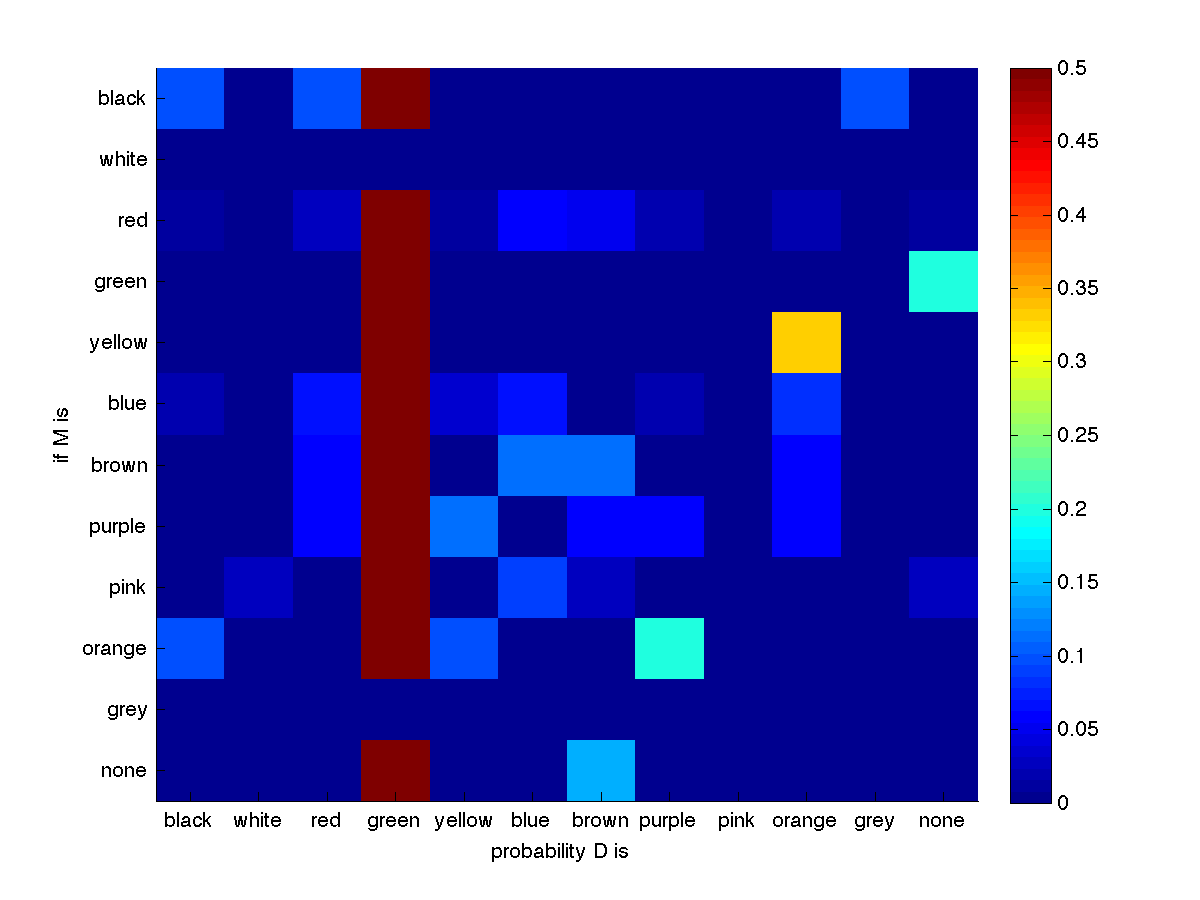 black
white
red
green
yellow
blue
brown
purple
pink
orange
grey
none
if M is
black white red green yellow blue brown purple pink orange grey none
probability D is
0.5
0.45
0.4
0.35
0.3
0.25
0.2
0.15
0.1
0.05
0